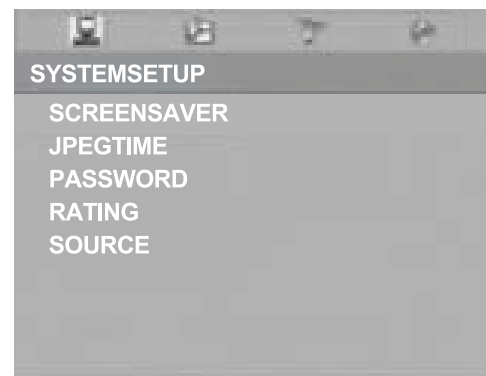 SYSTEMSETUP
SCREENSAVER
JPEGTIME
PASSWORD
RATING
SOURCE